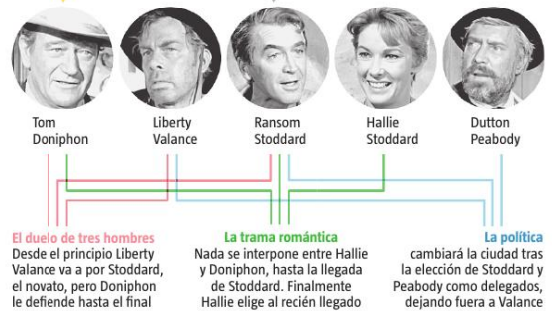 Tom
Doniphon
Liberty
Valance
Ransom
Stoddard
Hallie
Stoddard
Dutton
Peabody
El duelo de tres hombres
Desde el principio Liberty
Valance va a por Stoddard,
el novato, pero Doniphon
le defiende hasta el final
La trama romántica
Nada se interpone entre Hallie
y Doniphon, hasta la llegada
de Stoddard. Finalmente
Hallie elige al recién llegado
La política
cambiará la ciudad tras
la elección de Stoddard y
Peabody como delegados,
dejando fuera a Valance